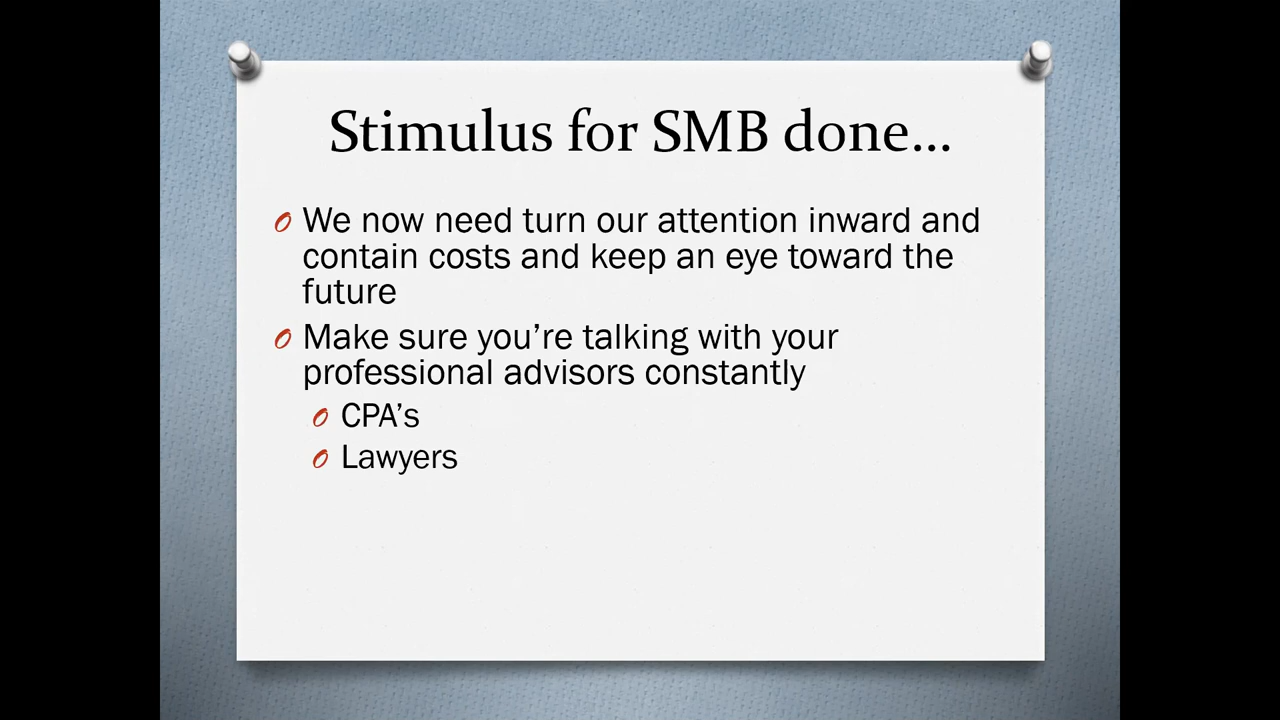 Stimulus for SMB done...
We now need turn our attention inward and
contain costs and keep an eye toward the
future
Make sure you’re talking with your
professional advisors constantly
CPA’s
Lawyers